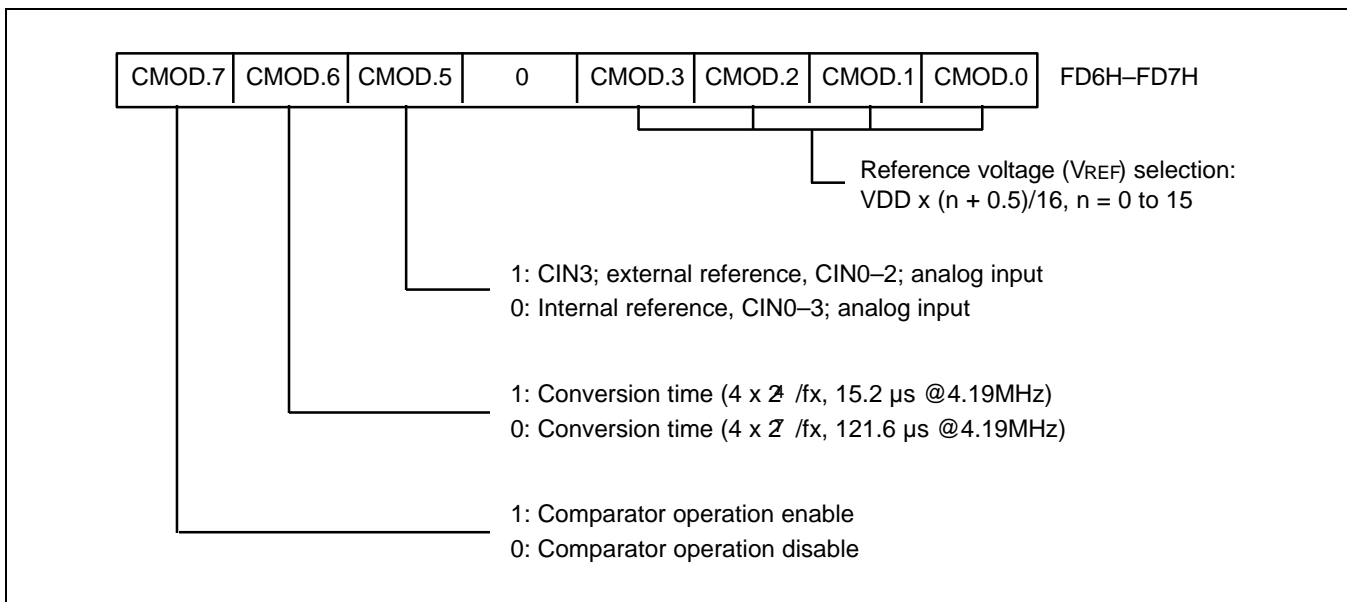 CMOD.7 CMOD.6 CMOD.5 0 CMOD.3 CMOD.2 CMOD.1 CMOD.0 FD6H–FD7H
Reference voltage (VREF) selection:
VDD x (n + 0.5)/16, n = 0 to 15
1: CIN3; external reference, CIN0–2; analog input
0: Internal reference, CIN0–3; analog input
1: Conversion time (4 x 2⁴ /fx, 15.2 µs @4.19MHz)
0: Conversion time (4 x 2⁷ /fx, 121.6 µs @4.19MHz)
1: Comparator operation enable
0: Comparator operation disable